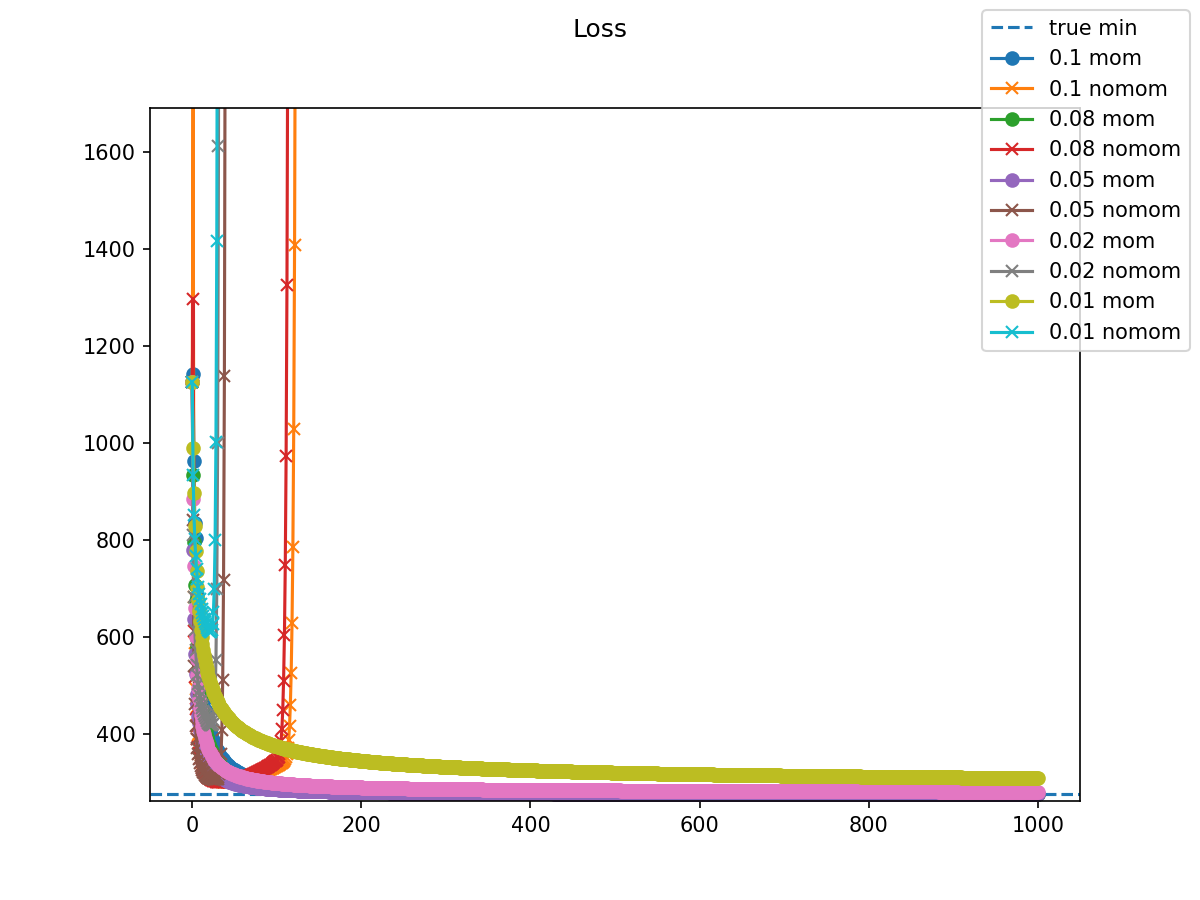 Loss
true min
0.1 mom
0.1 nomom
0.08 mom
0.08 nomom
0.05 mom
0.05 nomom
0.02 mom
0.02 nomom
0.01 mom
0.01 nomom
1600
1400
1200
1000
800
600
400
0 200 400 600 800 1000